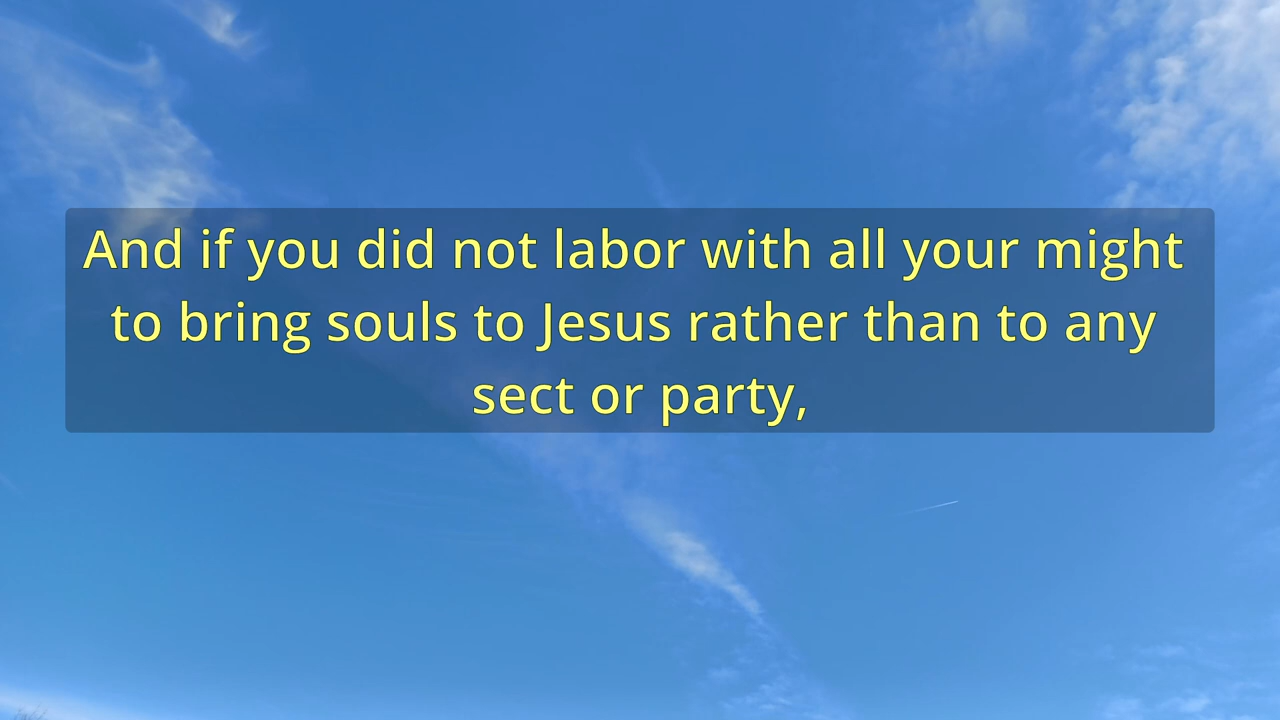 And if you did not labor with all your might
to bring souls to Jesus rather than to any
sect or party,